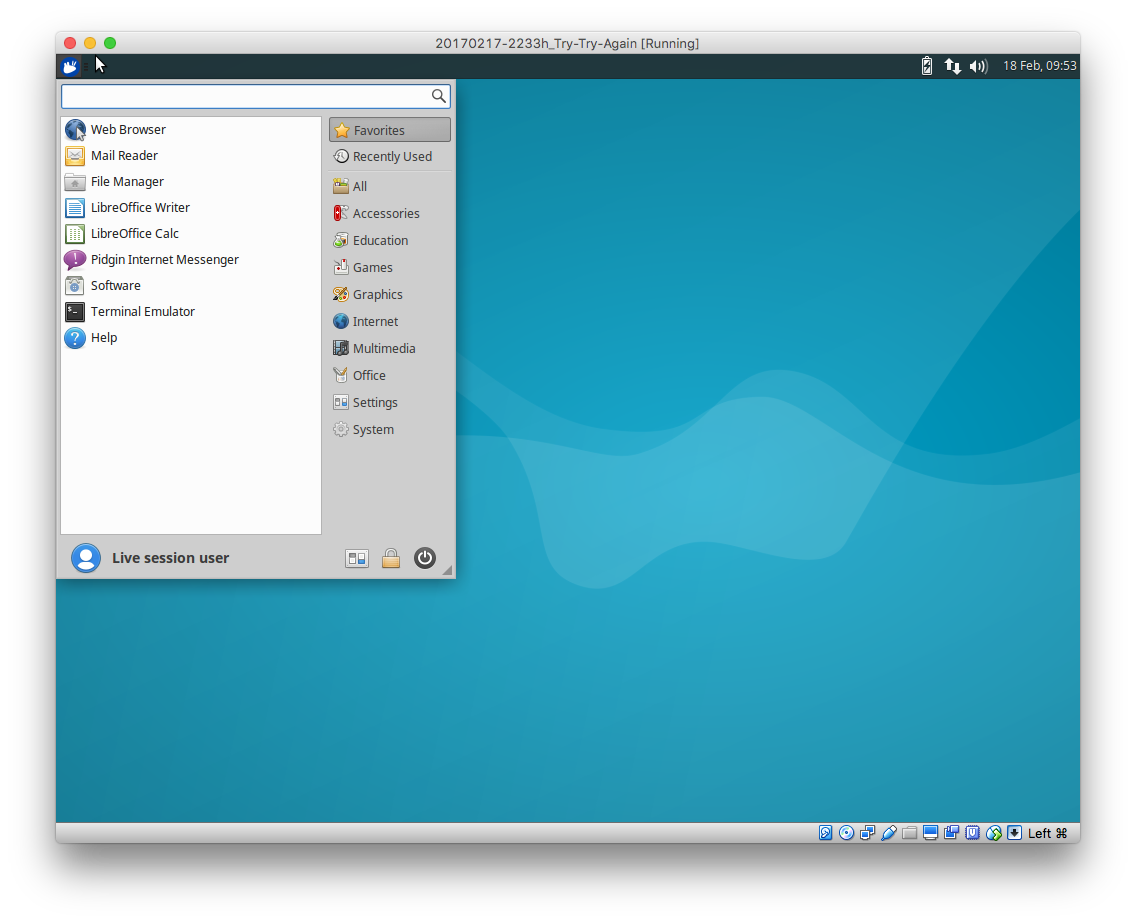 20170217-2233h_Try-Try-Again [Running]
18 Feb, 09:53
Web Browser
Mail Reader
File Manager
LibreOffice Writer
LibreOffice Calc
Pidgin Internet Messenger
Software
Terminal Emulator
Help
Favorites
Recently Used
All
Accessories
Education
Games
Graphics
Internet
Multimedia
Office
Settings
System
Live session user
Left ⌘